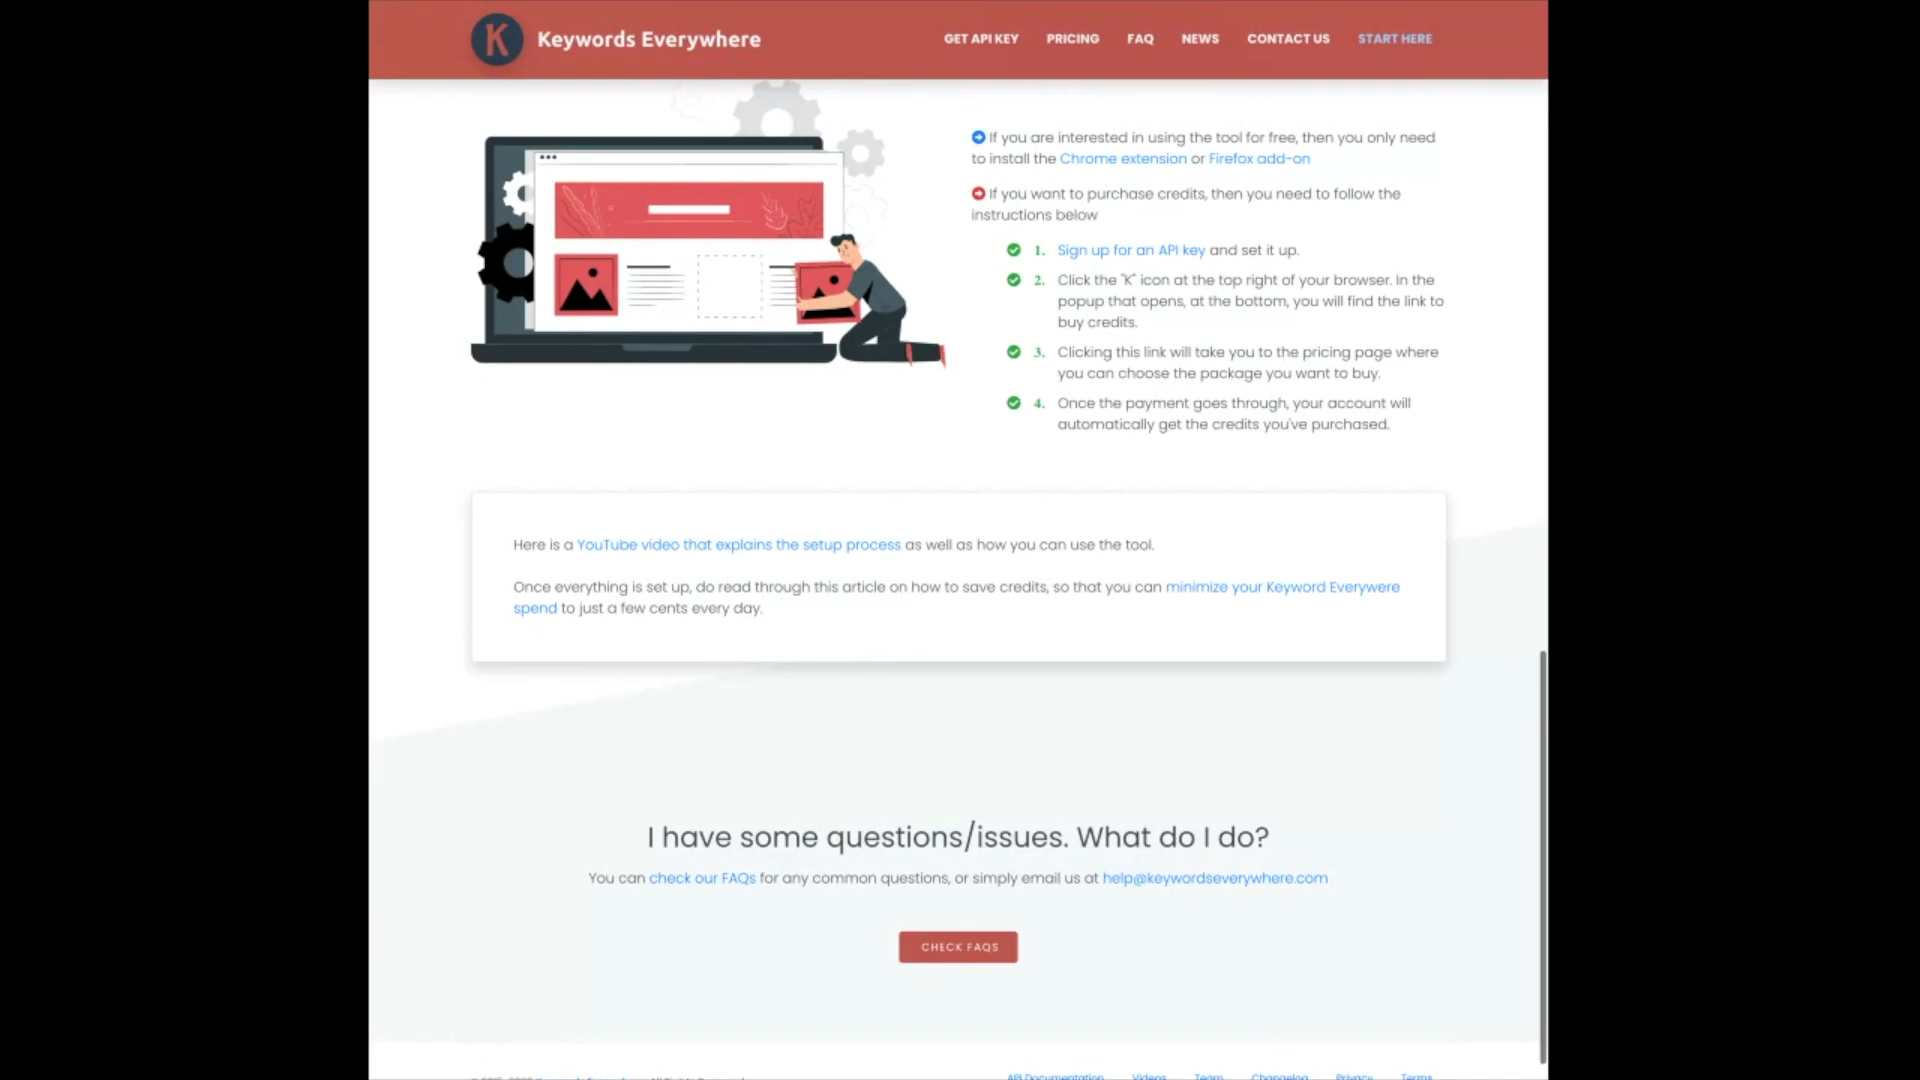 K Keywords Everywhere
GET API KEY PRICING FAQ NEWS CONTACT US START HERE
If you are interested in using the tool for free, then you only need
to install the Chrome extension or Firefox add-on
If you want to purchase credits, then you need to follow the
instructions below
1. Sign up for an API key and set it up.
2. Click the "K" icon at the top right of your browser. In the
popup that opens, at the bottom, you will find the link to
buy credits.
3. Clicking this link will take you to the pricing page where
you can choose the package you want to buy.
4. Once the payment goes through, your account will
automatically get the credits you've purchased.
Here is a YouTube video that explains the setup process as well as how you can use the tool.
Once everything is set up, do read through this article on how to save credits, so that you can minimize your Keyword Everywere
spend to just a few cents every day.
I have some questions/issues. What do I do?
You can check our FAQs for any common questions, or simply email us at help@keywordseverywhere.com
CHECK FAQS
API Documentation Videos Team Changelog Privacy Terms